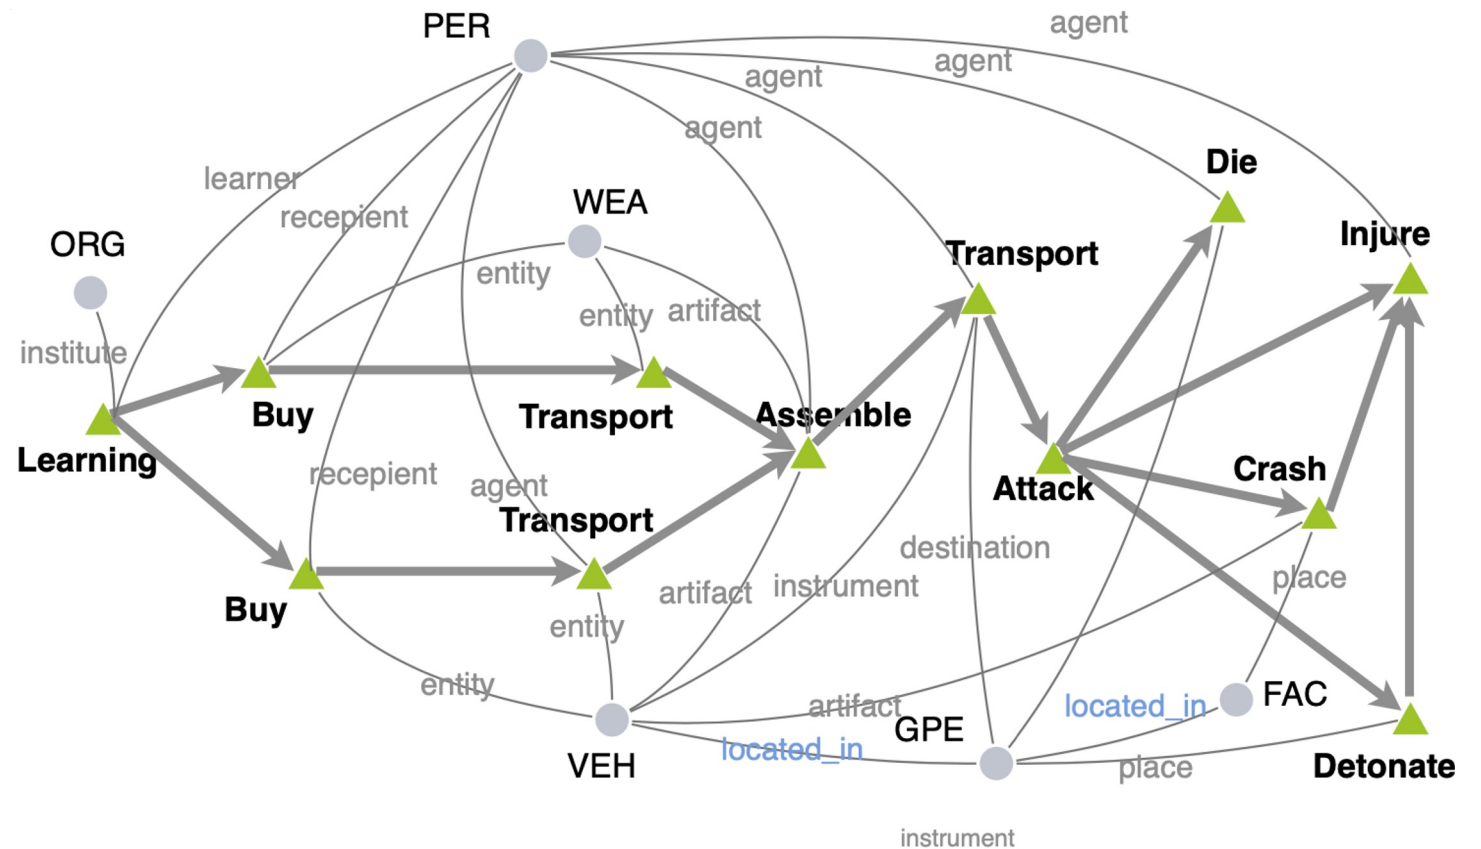 agent
PER
agent
agent
agent
Die
learner
WEA
recepient
Injure
ORG
Transport
entity
entity
artifact
institute
Buy
Transport
Assemble
Learning
recepient
agent
Attack
Crash
Transport
destination
place
artifact
instrument
Buy
entity
entity
artifact
located_in
FAC
GPE
located_in
VEH
place
Detonate
instrument